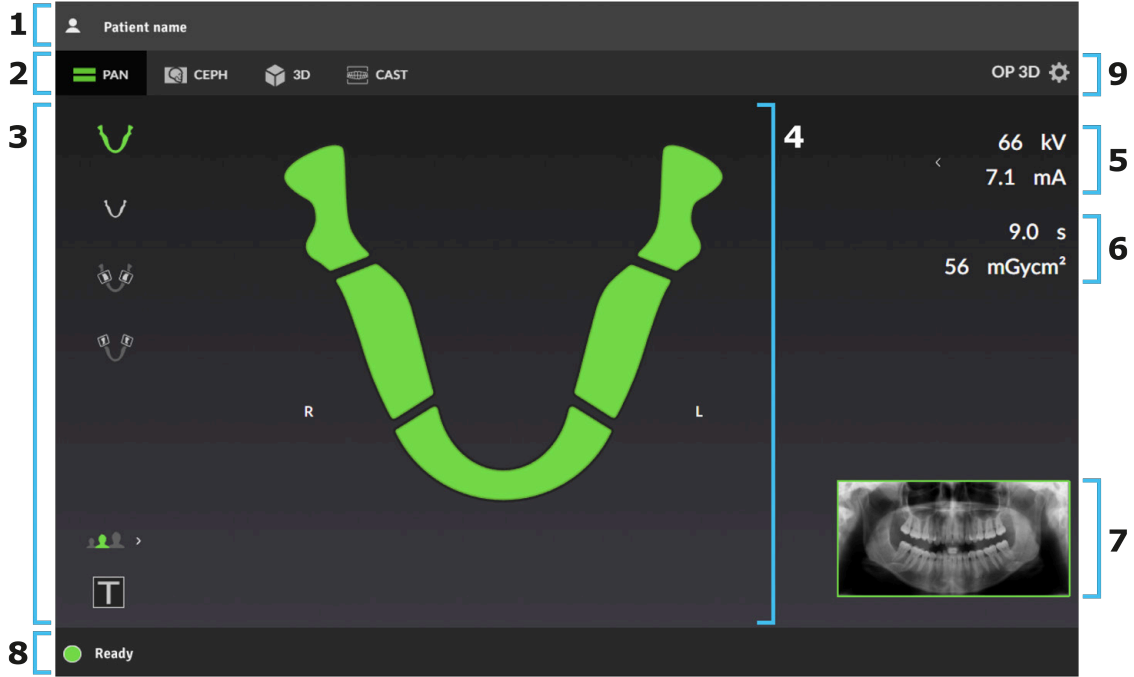 1 Patient name
2 PAN CEPH 3D CAST OP 3D 9
3 4
66 kV
7.1 mA 5
9.0 s
56 mGycm² 6
R L
7
T
8 Ready